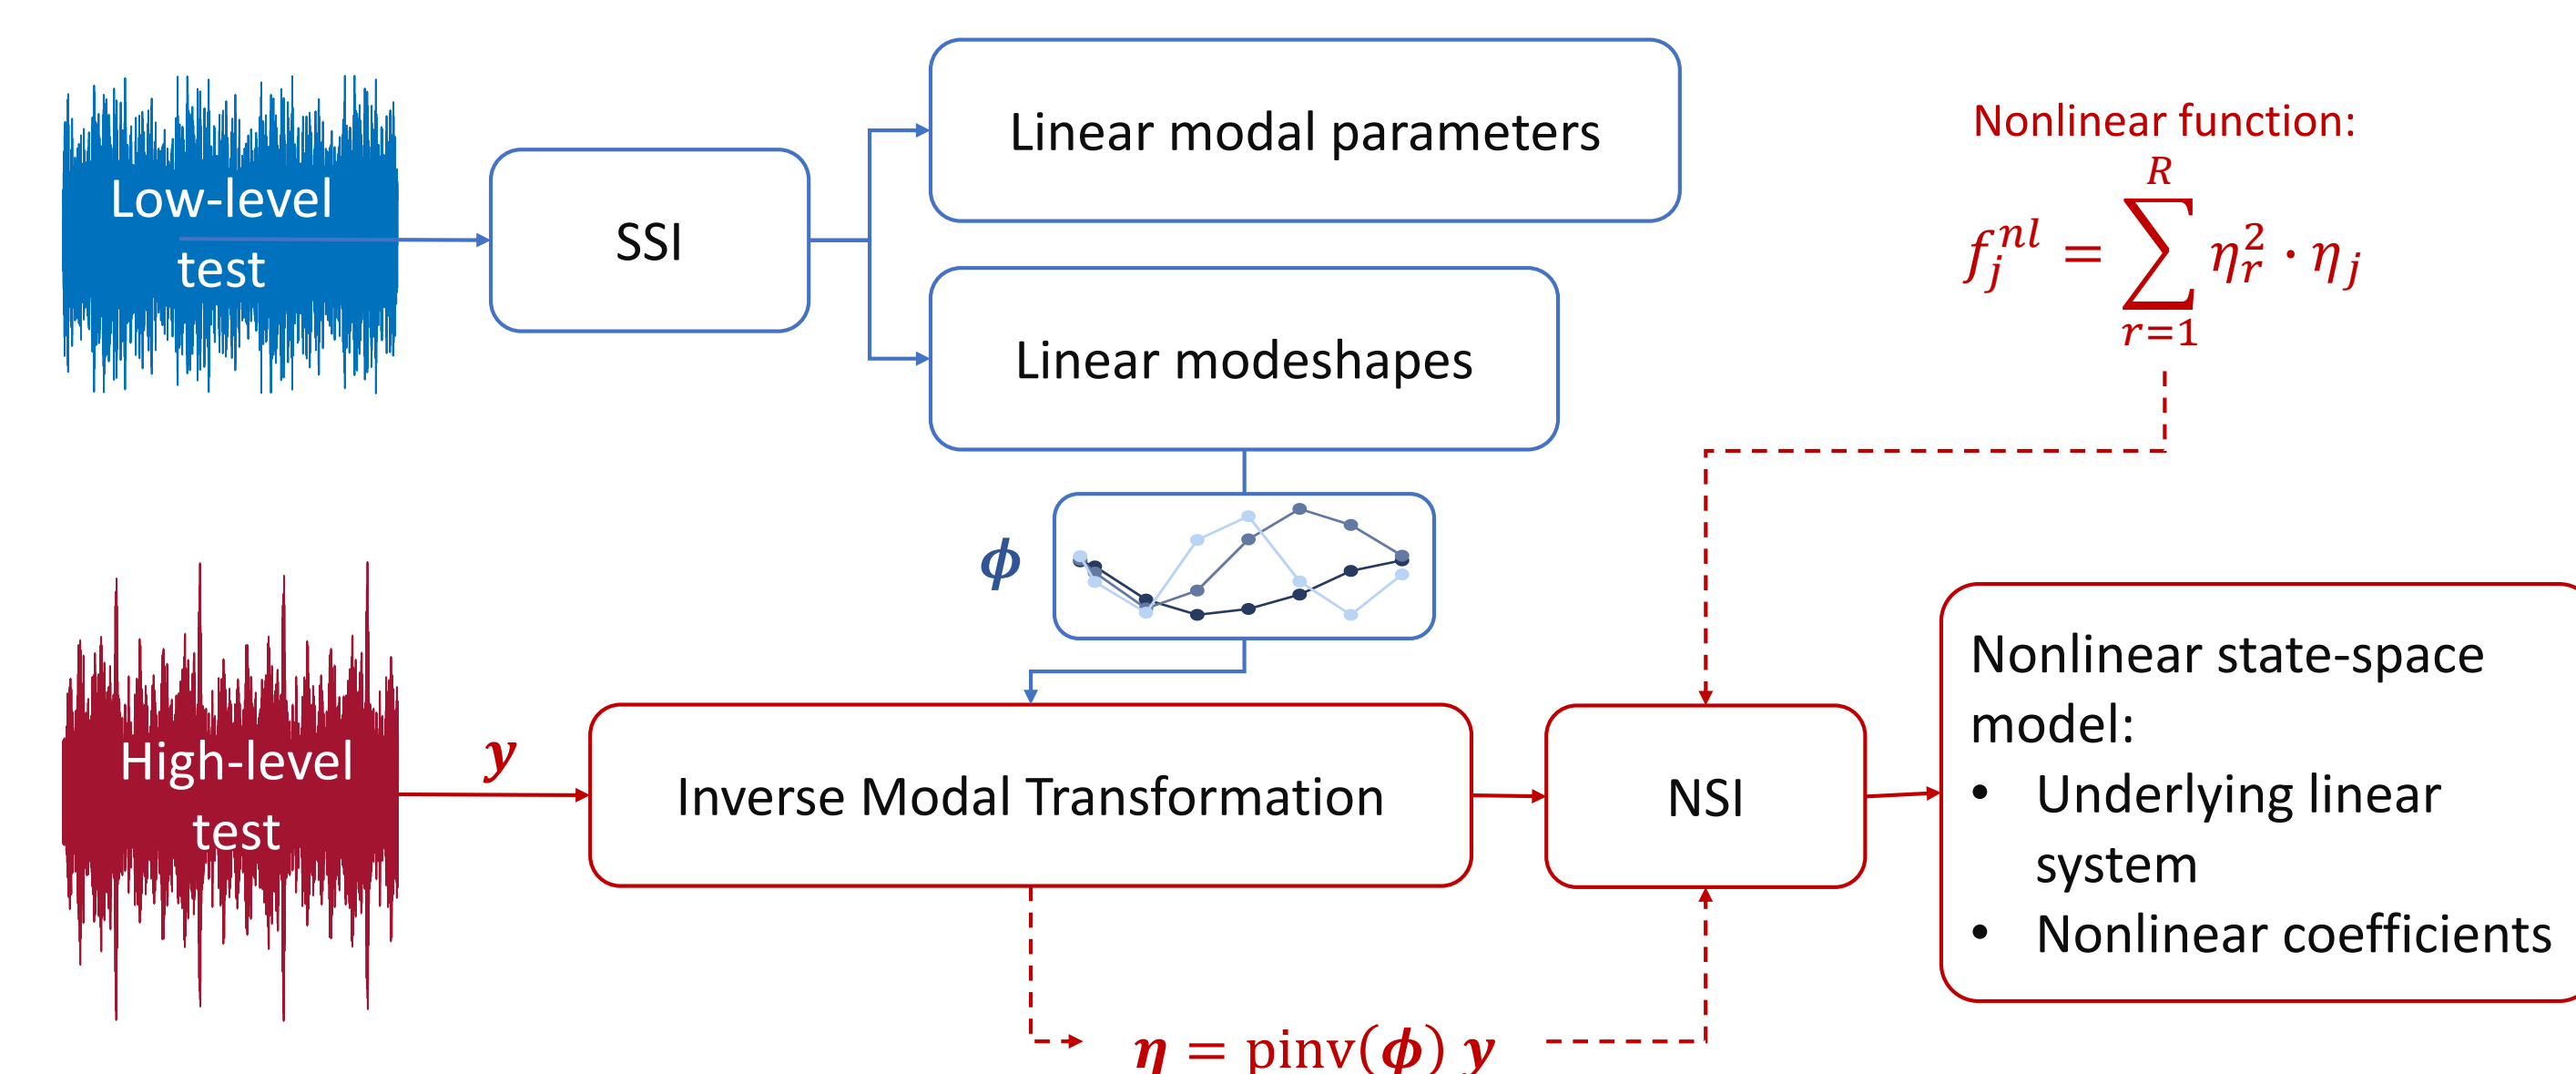 Low-level
test
SSI
Linear modal parameters
Linear modeshapes
Nonlinear function:
f_j^{nl} = \sum_{r=1}^{R} η_r^2 · η_j
ϕ
High-level
test
y
Inverse Modal Transformation
NSI
Nonlinear state-space
model:
• Underlying linear
system
• Nonlinear coefficients
η = pinv(ϕ) y